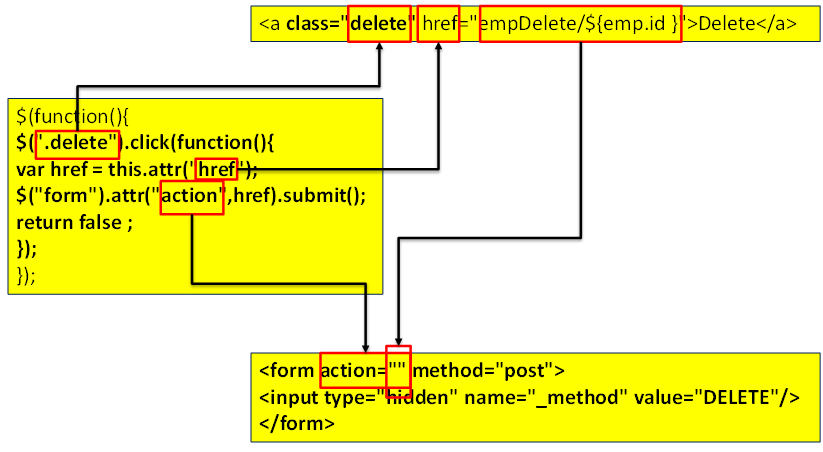 <a class="delete" href="empDelete/${emp.id }">Delete</a>
$(function(){
$(".delete").click(function(){
var href = this.attr("href");
$("form").attr("action",href).submit();
return false ;
});
});
<form action="" method="post">
<input type="hidden" name="_method" value="DELETE"/>
</form>